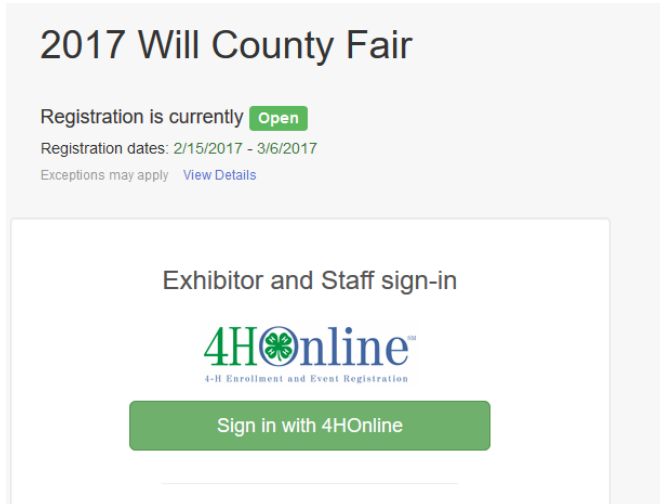 2017 Will County Fair
Registration is currently Open
Registration dates: 2/15/2017 - 3/6/2017
Exceptions may apply View Details
Exhibitor and Staff sign-in
4HOnline℠
4-H Enrollment and Event Registration
Sign in with 4HOnline